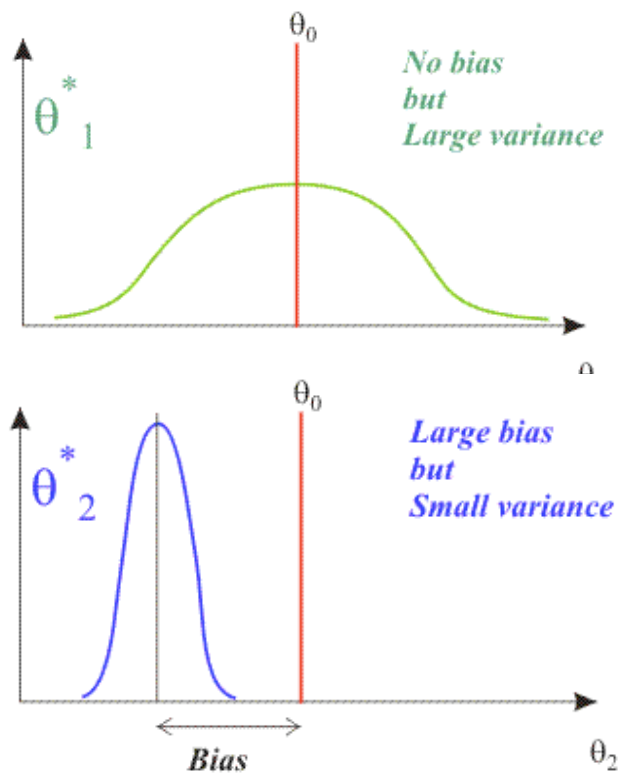 θ₀
No bias
θ*₁
but
Large variance
θ₀
Large bias
θ*₂
but
Small variance
Bias
θ₂